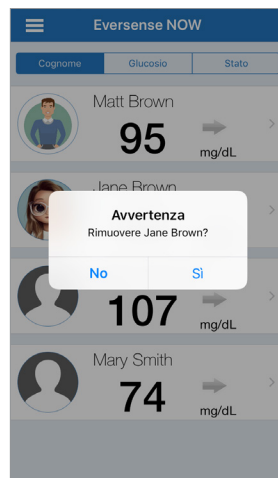 Eversense NOW
Cognome Glucosio Stato
Matt Brown
95
mg/dL
Jane Brown
Avvertenza
Rimuovere Jane Brown?
No Sì
107
mg/dL
Mary Smith
74
mg/dL